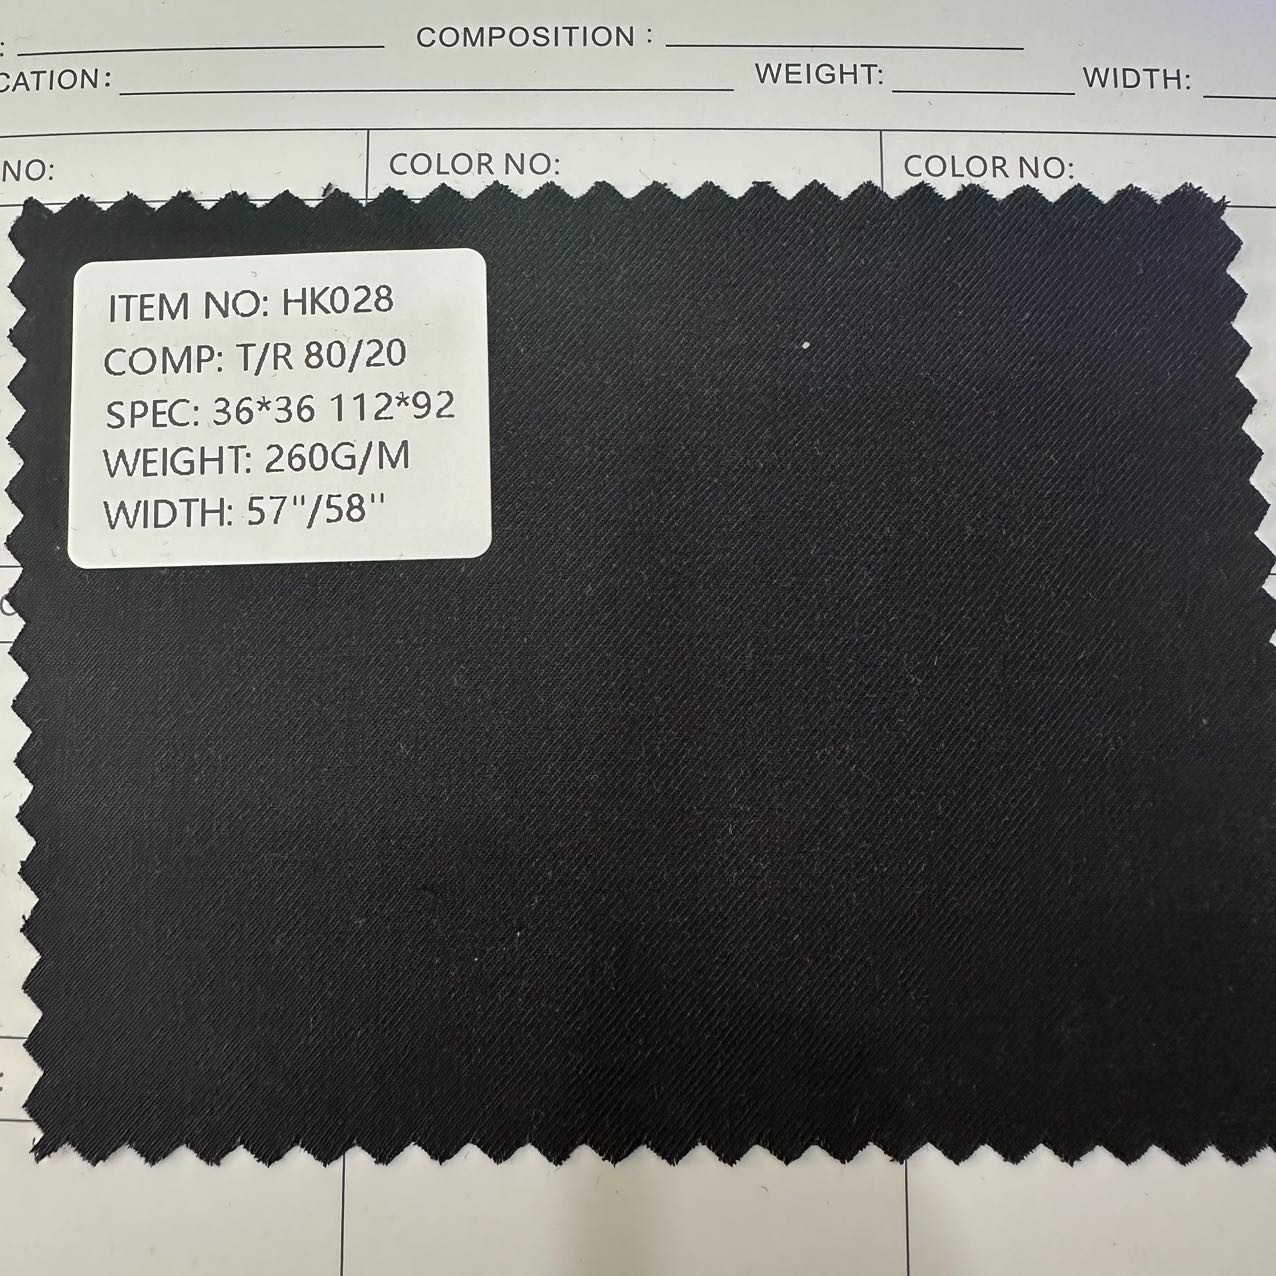 COMPOSITION :
CATION:
WEIGHT:
WIDTH:
NO:
COLOR NO:
COLOR NO:
ITEM NO: HK028
COMP: T/R 80/20
SPEC: 36*36 112*92
WEIGHT: 260G/M
WIDTH: 57"/58"